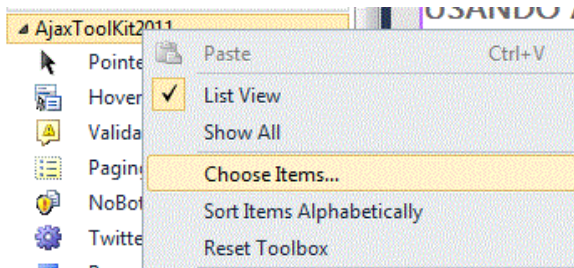 USANDO
AjaxToolKit2011
Paste Ctrl+V
List View
Show All
Choose Items...
Sort Items Alphabetically
Reset Toolbox
Pointe
Hover
Valida
Pagin
NoBot
Twitte